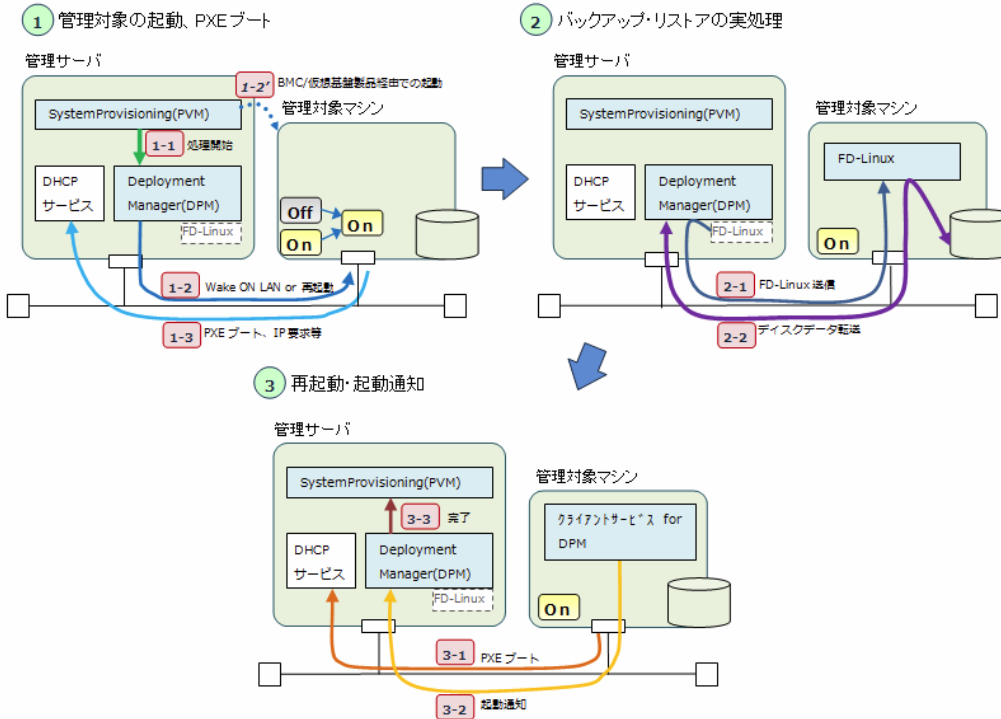 1 管理対象の起動、PXEブート
管理サーバ
1-2' BMC/仮想基盤製品経由での起動
SystemProvisioning(PVM)
管理対象マシン
1-1 処理開始
DHCP
サービス
Deployment
Manager(DPM)
FD-Linux
Off
On
On
1-2 Wake ON LAN or 再起動
1-3 PXEブート、IP要求等
2 バックアップ・リストアの実処理
管理サーバ
管理対象マシン
SystemProvisioning(PVM)
FD-Linux
DHCP
サービス
Deployment
Manager(DPM)
FD-Linux
On
2-1 FD-Linux送信
2-2 ディスクデータ転送
3 再起動・起動通知
管理サーバ
管理対象マシン
SystemProvisioning(PVM)
3-3 完了
クライアントサービス for
DPM
DHCP
サービス
Deployment
Manager(DPM)
FD-Linux
On
3-1 PXEブート
3-2 起動通知